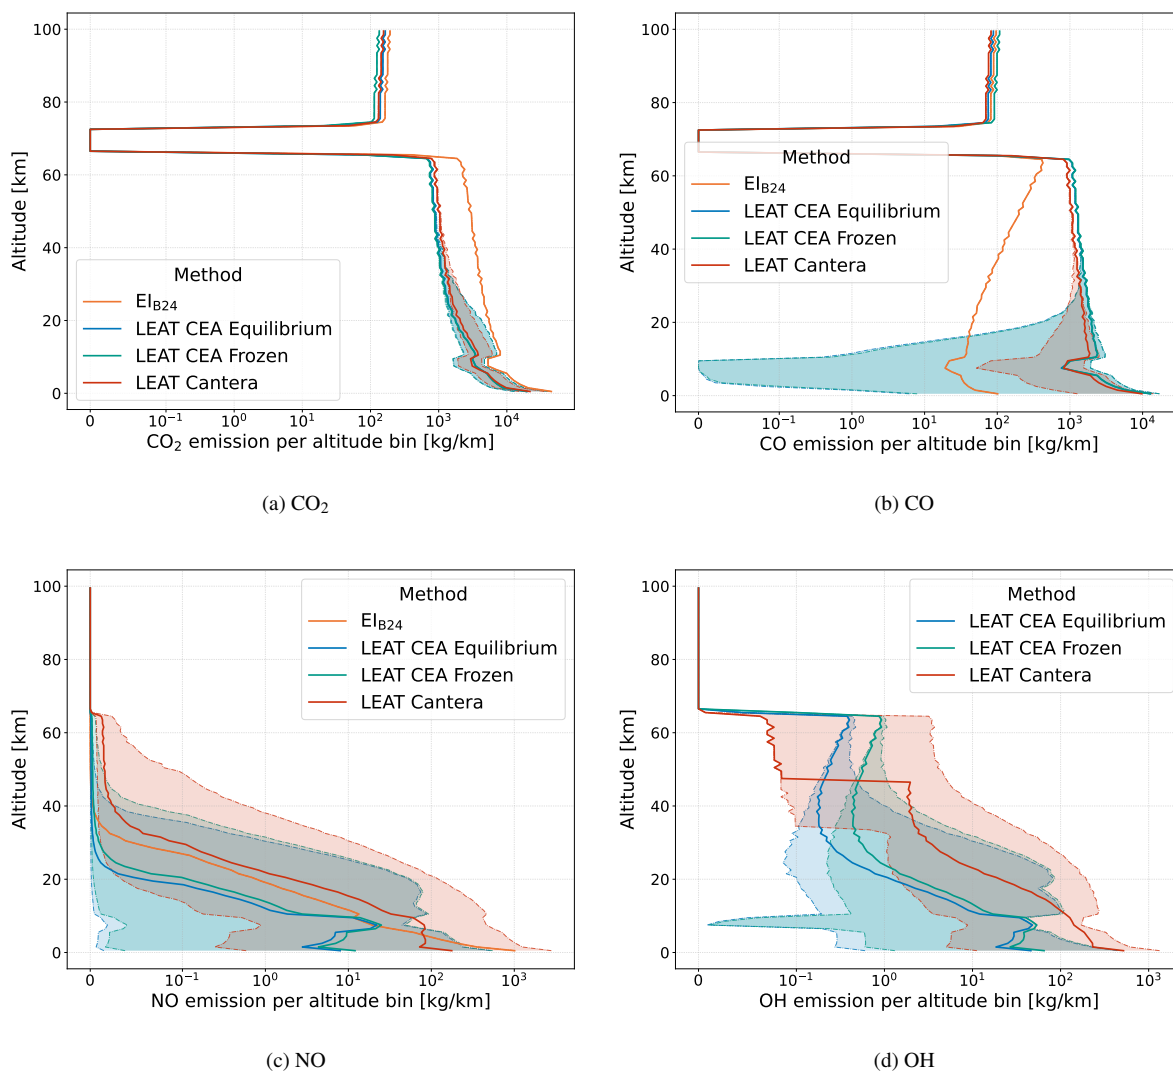 100
80
60
40
20
0
Altitude [km]
Method
EI_B24
LEAT CEA Equilibrium
LEAT CEA Frozen
LEAT Cantera
0 10⁻¹ 10⁰ 10¹ 10² 10³ 10⁴
CO₂ emission per altitude bin [kg/km]
(a) CO₂
100
80
60
40
20
0
Altitude [km]
Method
EI_B24
LEAT CEA Equilibrium
LEAT CEA Frozen
LEAT Cantera
0 10⁻¹ 10⁰ 10¹ 10² 10³ 10⁴
CO emission per altitude bin [kg/km]
(b) CO
100
80
60
40
20
0
Altitude [km]
Method
EI_B24
LEAT CEA Equilibrium
LEAT CEA Frozen
LEAT Cantera
0 10⁻¹ 10⁰ 10¹ 10² 10³
NO emission per altitude bin [kg/km]
(c) NO
100
80
60
40
20
0
Altitude [km]
Method
LEAT CEA Equilibrium
LEAT CEA Frozen
LEAT Cantera
0 10⁻¹ 10⁰ 10¹ 10² 10³
OH emission per altitude bin [kg/km]
(d) OH